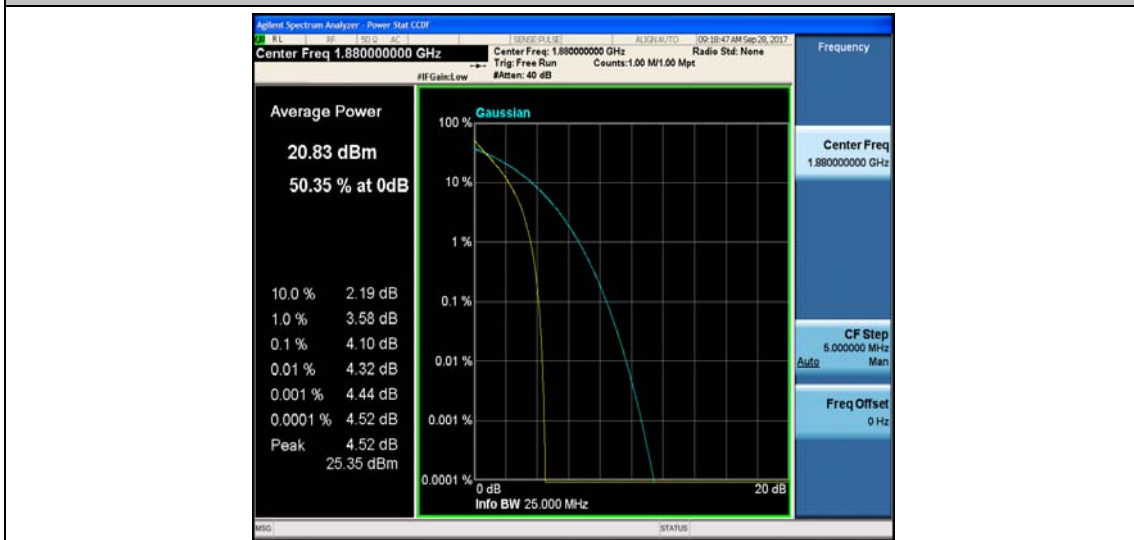 Agilent Spectrum Analyzer - Power Stat CCDF
RL RF 50 Ω AC SENSE:PULSE ALIGN AUTO 09:18:47 AM Sep 28, 2017
Center Freq 1.880000000 GHz
Center Freq: 1.880000000 GHz Radio Std: None
Trig: Free Run Counts:1.00 M/1.00 Mpt
#IFGain:Low #Atten: 40 dB
Frequency
Average Power
20.83 dBm
50.35 % at 0dB
10.0 % 2.19 dB
1.0 % 3.58 dB
0.1 % 4.10 dB
0.01 % 4.32 dB
0.001 % 4.44 dB
0.0001 % 4.52 dB
Peak 4.52 dB
25.35 dBm
Gaussian
100 %
10 %
1 %
0.1 %
0.01 %
0.001 %
0.0001 %
0 dB 20 dB
Info BW 25.000 MHz
Center Freq
1.880000000 GHz
CF Step
5.000000 MHz
Auto Man
Freq Offset
0 Hz
MSG STATUS